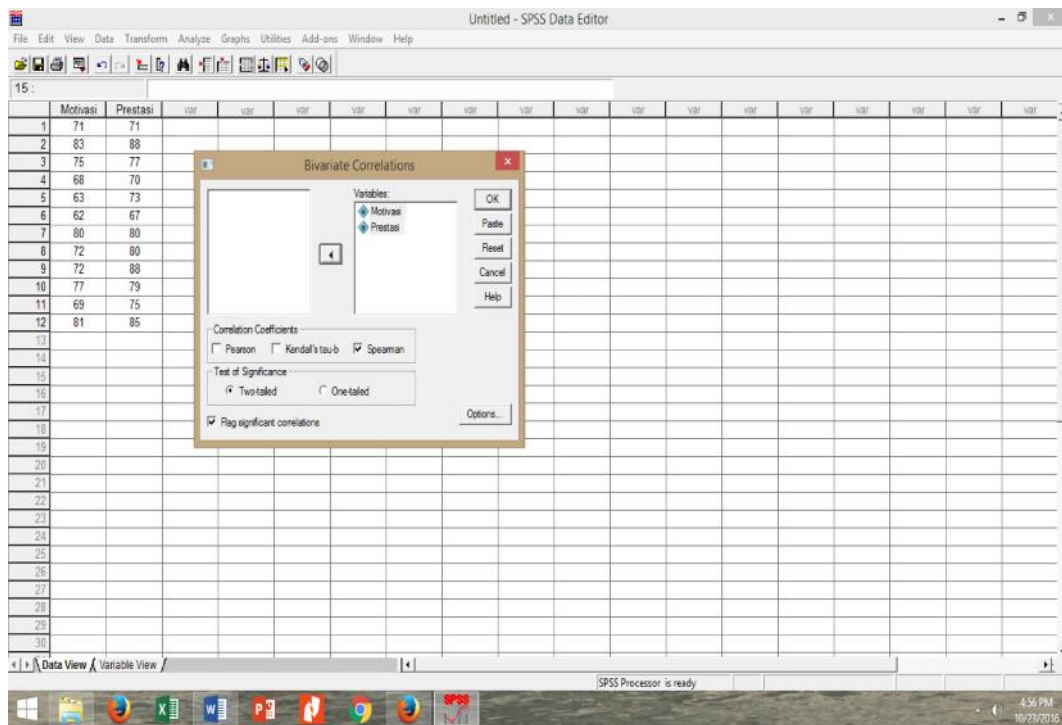 Untitled - SPSS Data Editor
File Edit View Data Transform Analyze Graphs Utilities Add-ons Window Help
15 :
Motivasi Prestasi var var var var var var var var var var var var var var
1 71 71
2 83 88
3 75 77
4 68 70
5 63 73
6 62 67
7 80 80
8 72 80
9 72 88
10 77 79
11 69 75
12 81 85
13
14
15
16
17
18
19
20
21
22
23
24
25
26
27
28
29
30
Bivariate Correlations
Variables:
Motivasi
Prestasi
OK
Paste
Reset
Cancel
Help
Correlation Coefficients
Pearson Kendall's tau-b Spearman
Test of Significance
Two-tailed One-tailed
Flag significant correlations
Options...
Data View Variable View
SPSS Processor is ready
SPSS
4:56 PM
10/23/2016